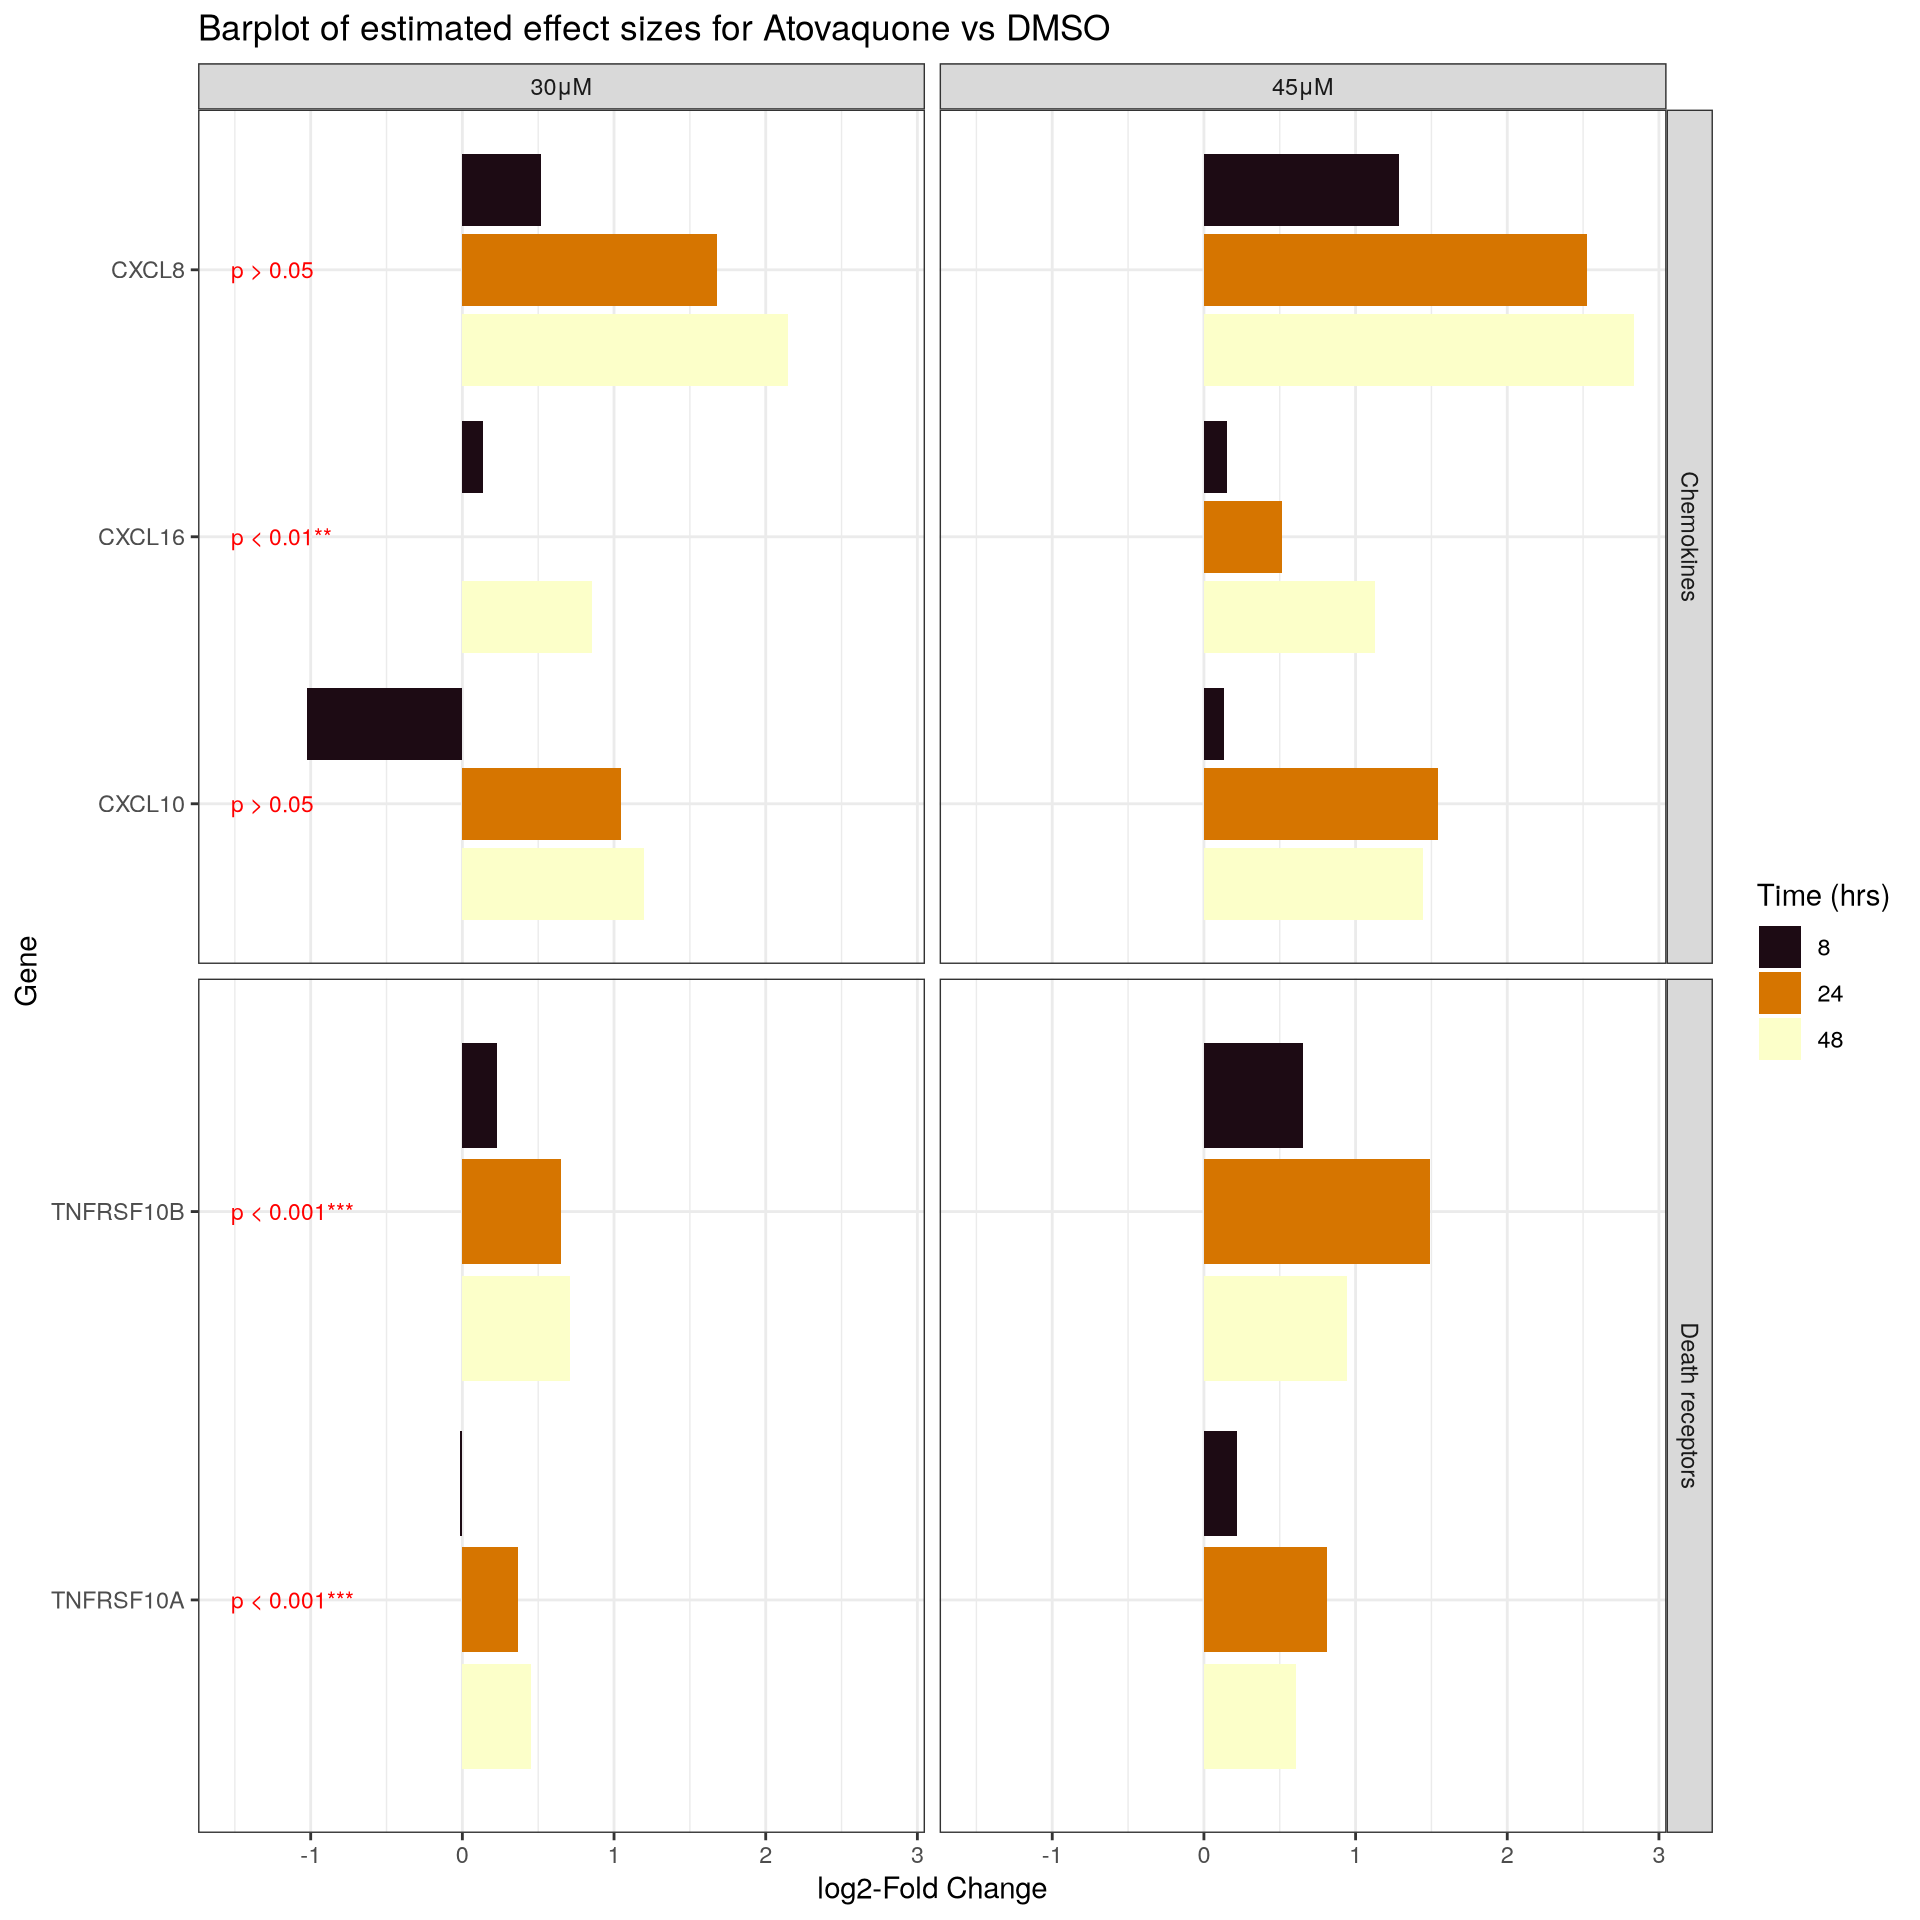 Barplot of estimated effect sizes for Atovaquone vs DMSO
30µM
45µM
CXCL8
p > 0.05
CXCL16
p < 0.01**
CXCL10
p > 0.05
Chemokines
Gene
TNFRSF10B
p < 0.001***
TNFRSF10A
p < 0.001***
Death receptors
-1 0 1 2 3
-1 0 1 2 3
log2-Fold Change
Time (hrs)
8
24
48